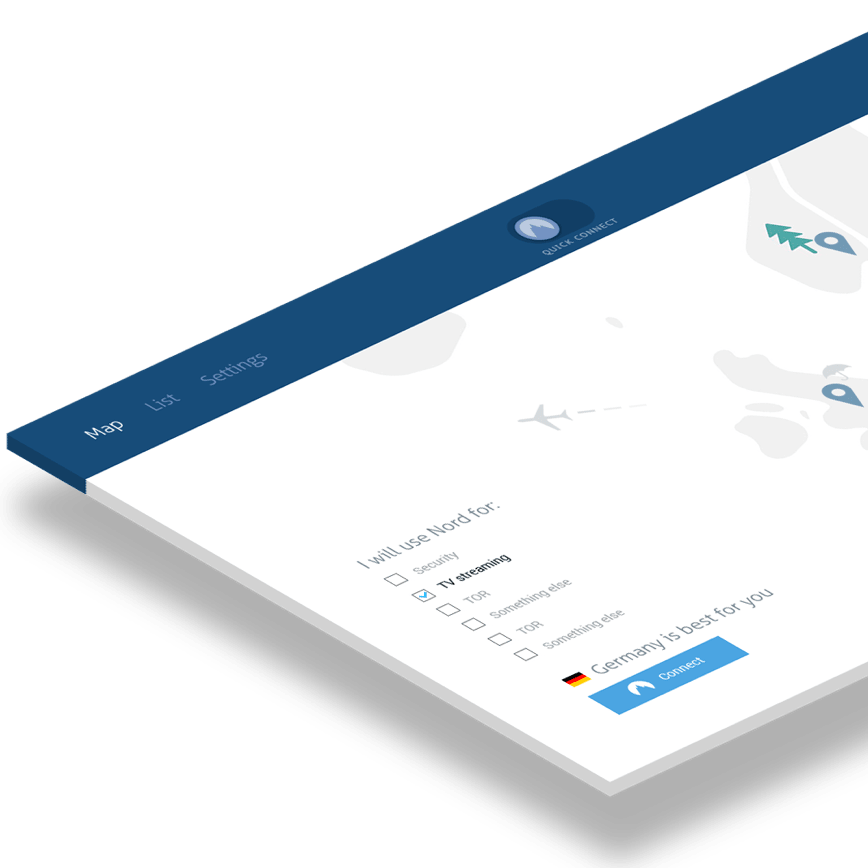 Map
List
Settings
QUICK CONNECT
I will use Nord for:
Security
TV streaming
TOR
Something else
TOR
Something else
Germany is best for you
Connect